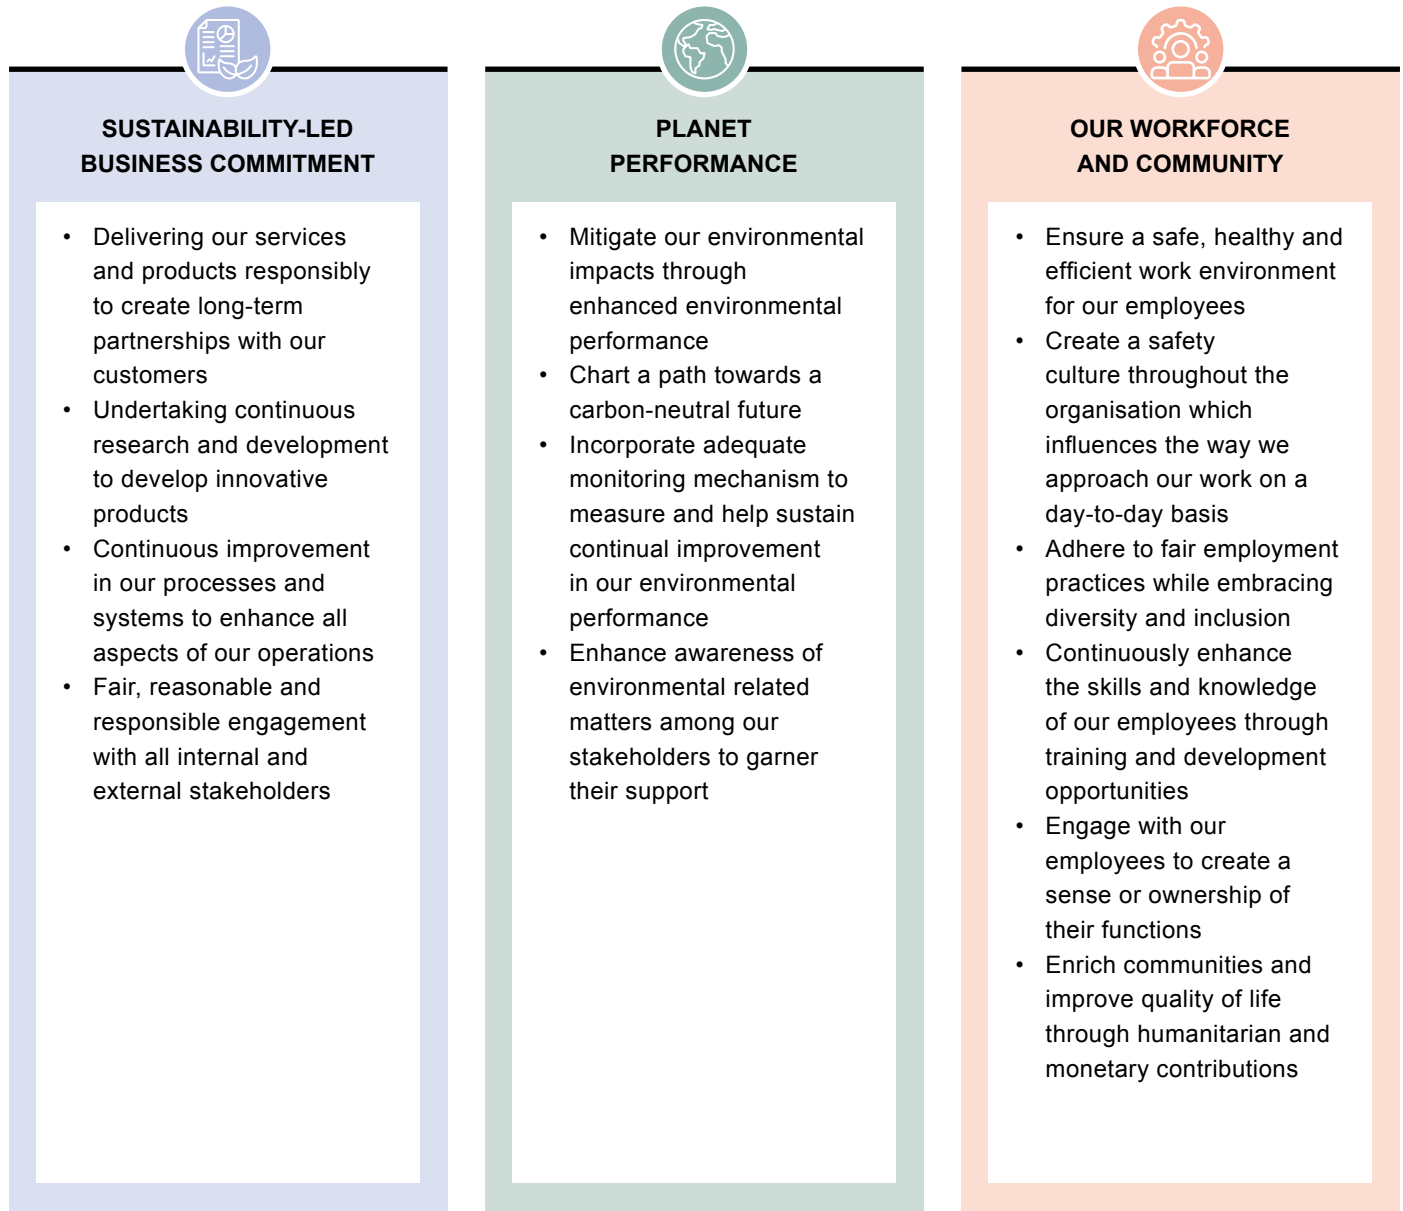 SUSTAINABILITY-LED
BUSINESS COMMITMENT
• Delivering our services
and products responsibly
to create long-term
partnerships with our
customers
• Undertaking continuous
research and development
to develop innovative
products
• Continuous improvement
in our processes and
systems to enhance all
aspects of our operations
• Fair, reasonable and
responsible engagement
with all internal and
external stakeholders
PLANET
PERFORMANCE
• Mitigate our environmental
impacts through
enhanced environmental
performance
• Chart a path towards a
carbon-neutral future
• Incorporate adequate
monitoring mechanism to
measure and help sustain
continual improvement
in our environmental
performance
• Enhance awareness of
environmental related
matters among our
stakeholders to garner
their support
OUR WORKFORCE
AND COMMUNITY
• Ensure a safe, healthy and
efficient work environment
for our employees
• Create a safety
culture throughout the
organisation which
influences the way we
approach our work on a
day-to-day basis
• Adhere to fair employment
practices while embracing
diversity and inclusion
• Continuously enhance
the skills and knowledge
of our employees through
training and development
opportunities
• Engage with our
employees to create a
sense or ownership of
their functions
• Enrich communities and
improve quality of life
through humanitarian and
monetary contributions